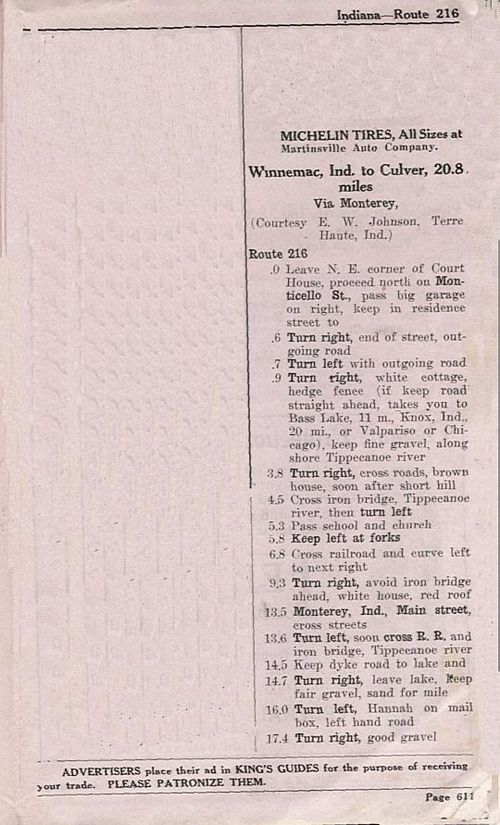 Indiana—Route 216
MICHELIN TIRES, All Sizes at
Martinsville Auto Company.
Winnemac, Ind. to Culver, 20.8
miles
Via Monterey,
(Courtesy E. W. Johnson, Terre
Haute, Ind.)
Route 216
.0 Leave N. E. corner of Court
House, proceed north on Mon-
ticello St., pass big garage
on right, keep in residence
street to
.6 Turn right, end of street, out-
going road
.7 Turn left with outgoing road
.9 Turn right, white cottage,
hedge fence (if keep road
straight ahead, takes you to
Bass Lake, 11 m., Knox, Ind.,
20 mi., or Valpariso or Chi-
cago), keep fine gravel, along
shore Tippecanoe river
3.8 Turn right, cross roads, brown
house, soon after short hill
4.5 Cross iron bridge, Tippecanoe
river, then turn left
5.3 Pass school and church
5.8 Keep left at forks
6.8 Cross railroad and curve left
to next right
9.3 Turn right, avoid iron bridge
ahead, white house, red roof
13.5 Monterey, Ind., Main street,
cross streets
13.6 Turn left, soon cross R. R. and
iron bridge, Tippecanoe river
14.5 Keep dyke road to lake and
14.7 Turn right, leave lake, keep
fair gravel, sand for mile
16.0 Turn left, Hannah on mail
box, left hand road
17.4 Turn right, good gravel
ADVERTISERS place their ad in KING'S GUIDES for the purpose of receiving
your trade. PLEASE PATRONIZE THEM.
Page 611